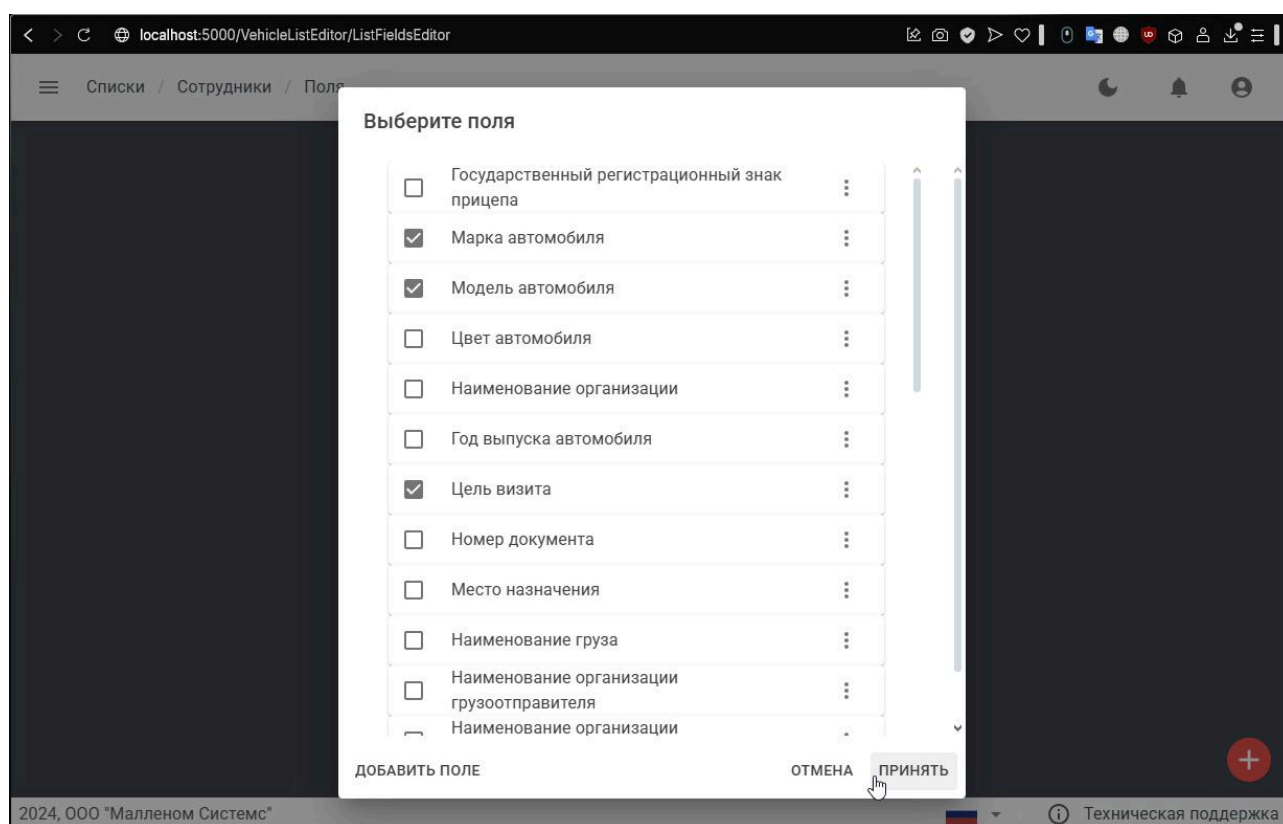 localhost:5000/VehicleListEditor/ListFieldsEditor
Списки / Сотрудники / Поля
Выберите поля
Государственный регистрационный знак
прицепа
Марка автомобиля
Модель автомобиля
Цвет автомобиля
Наименование организации
Год выпуска автомобиля
Цель визита
Номер документа
Место назначения
Наименование груза
Наименование организации
грузоотправителя
Наименование организации
ДОБАВИТЬ ПОЛЕ ОТМЕНА ПРИНЯТЬ
2024, ООО "Малленом Системс" Техническая поддержка